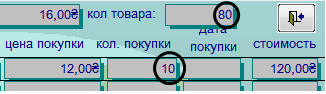 16,00₴ кол товара: 80
цена покупки кол. покупки дата покупки стоимость
12,00₴ 10 120,00₴